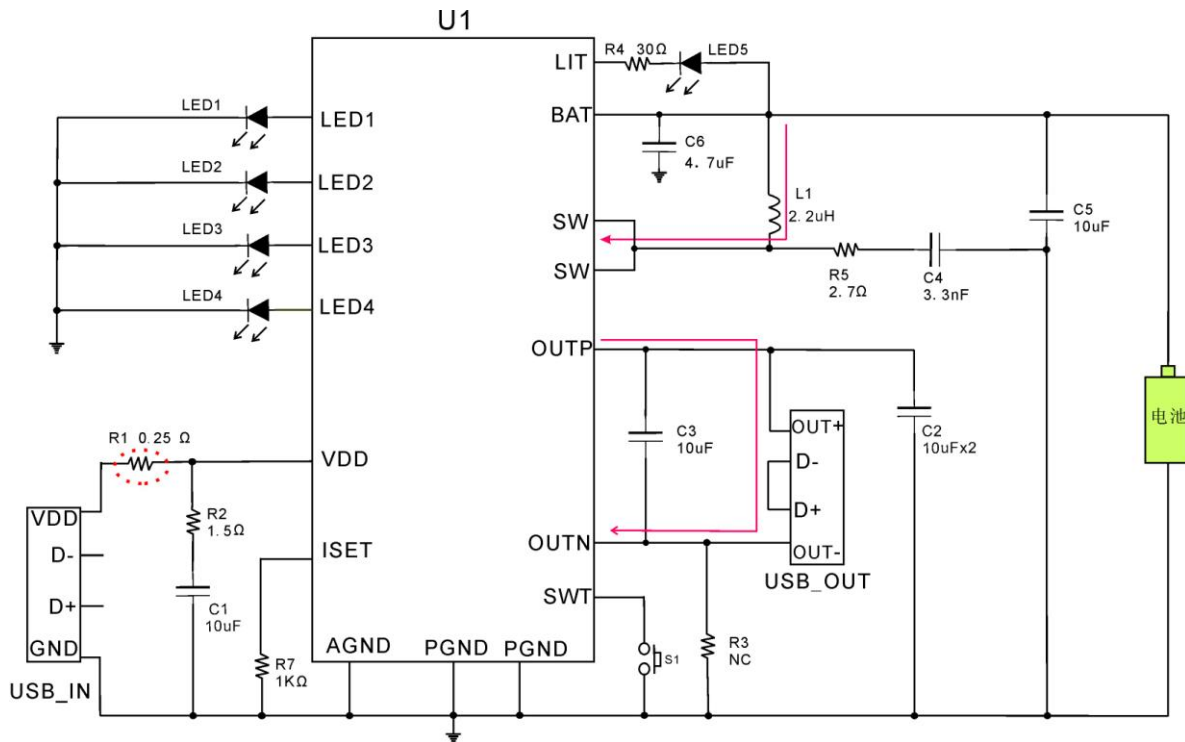 U1
R4 30Ω
LED5
LIT
BAT
LED1
LED1
C6
4.7uF
LED2
LED2
L1
2.2uH
SW
C5
10uF
LED3
LED3
SW
R5
2.7Ω
C4
3.3nF
LED4
LED4
OUTP
电池
R1 0.25 Ω
VDD
C3
10uF
OUT+
D-
D+
OUT-
C2
10uFx2
VDD
D-
D+
GND
R2
1.5Ω
ISET
OUTN
USB_OUT
C1
10uF
SWT
AGND
PGND
PGND
R7
1KΩ
S1
R3
NC
USB_IN